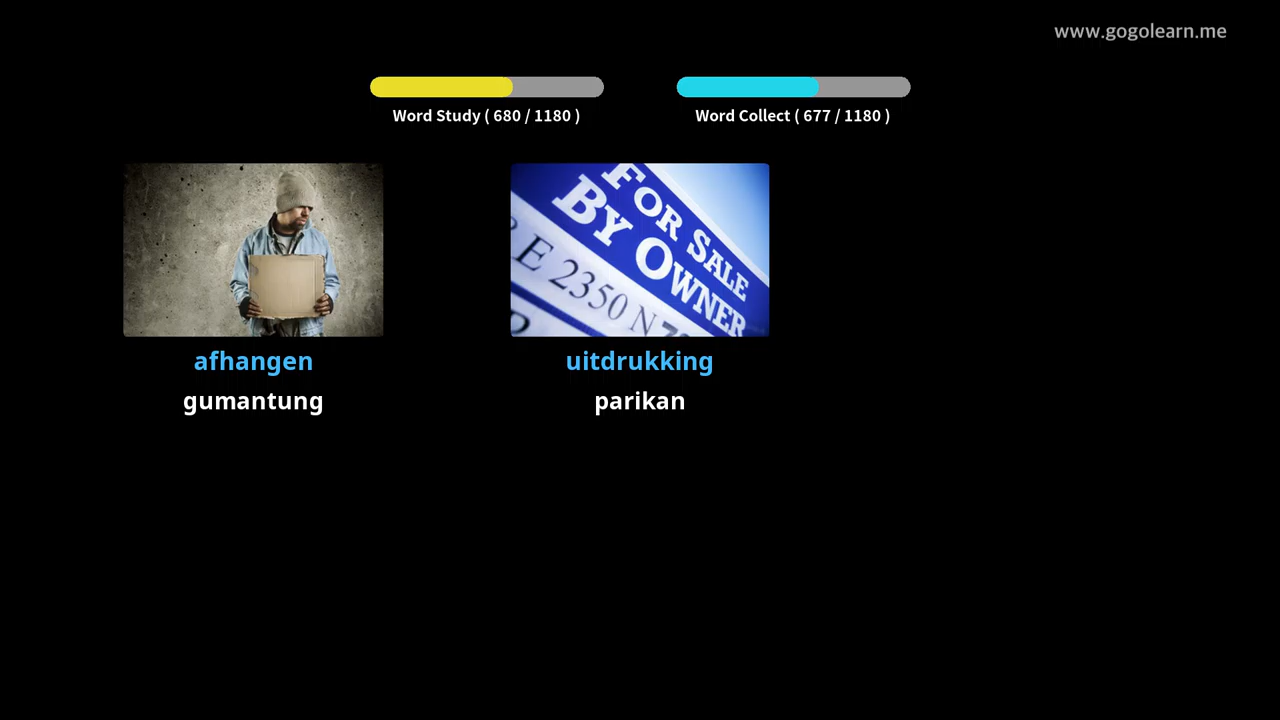 www.gogolearn.me
Word Study ( 680 / 1180 )
Word Collect ( 677 / 1180 )
FOR SALE
BY OWNER
E 2350 N
afhangen
uitdrukking
gumantung
parikan